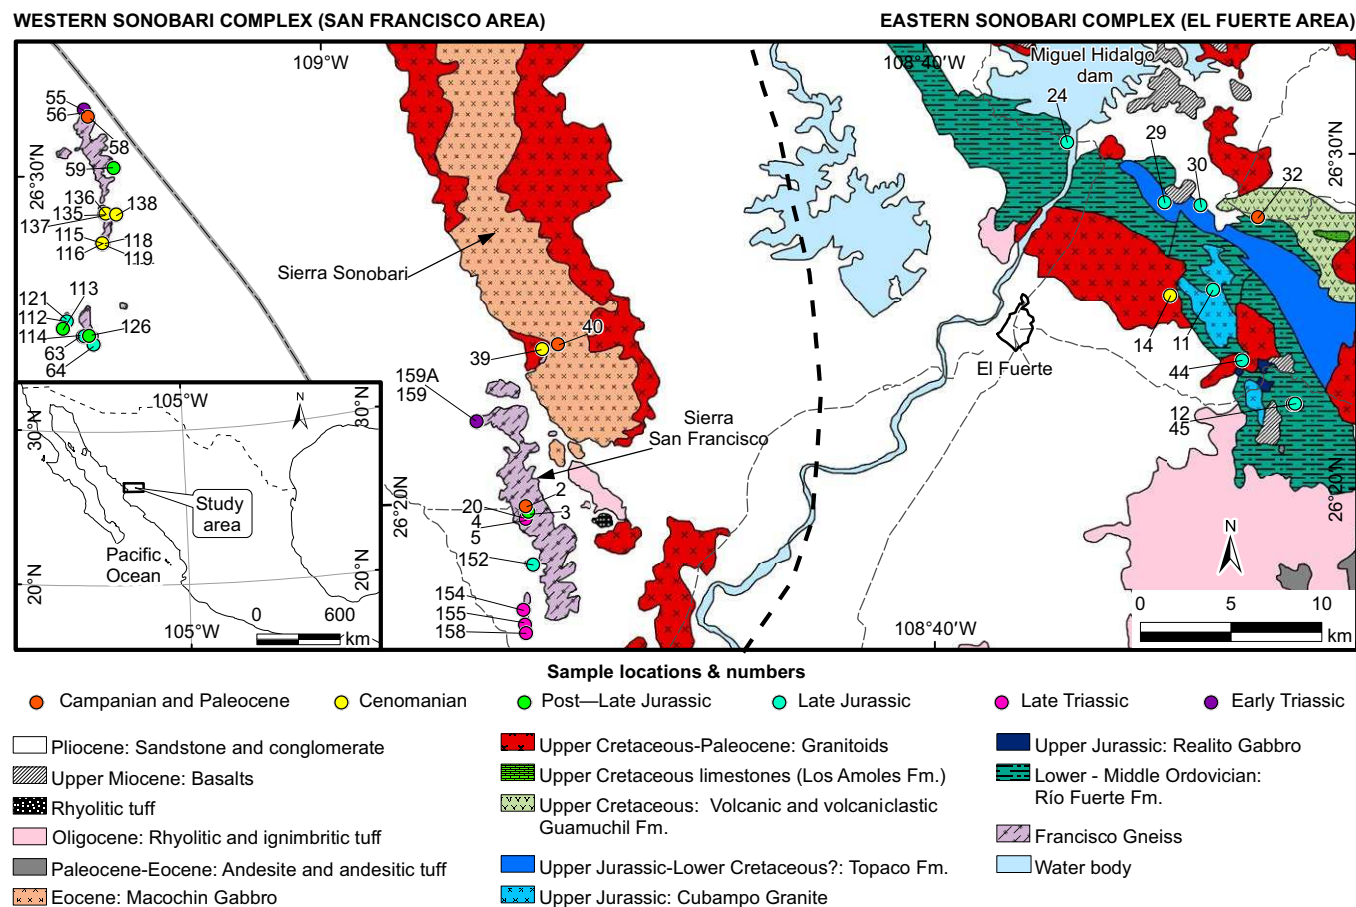 WESTERN SONOBARI COMPLEX (SAN FRANCISCO AREA)
EASTERN SONOBARI COMPLEX (EL FUERTE AREA)
109°W
108°40′W
Miguel Hidalgo
dam
26°30′N
26°30′N
55
56
58
59
136
135
137
138
115
116
118
119
121
113
112
114
126
63
64
24
29
30
32
14
11
44
12
45
Sierra Sonobari
39
40
El Fuerte
159A
159
Sierra
San Francisco
2
20
3
4
5
152
154
155
158
26°20′N
26°20′N
108°40′W
N
0 5 10
km
105°W
N
30°N
30°N
Study
area
Pacific
Ocean
20°N
20°N
0 600
km
105°W
Sample locations & numbers
Campanian and Paleocene
Cenomanian
Post—Late Jurassic
Late Jurassic
Late Triassic
Early Triassic
Pliocene: Sandstone and conglomerate
Upper Miocene: Basalts
Rhyolitic tuff
Oligocene: Rhyolitic and ignimbritic tuff
Paleocene-Eocene: Andesite and andesitic tuff
Eocene: Macochin Gabbro
Upper Cretaceous-Paleocene: Granitoids
Upper Cretaceous limestones (Los Amoles Fm.)
Upper Cretaceous: Volcanic and volcaniclastic
Guamuchil Fm.
Upper Jurassic-Lower Cretaceous?: Topaco Fm.
Upper Jurassic: Cubampo Granite
Upper Jurassic: Realito Gabbro
Lower - Middle Ordovician:
Río Fuerte Fm.
Francisco Gneiss
Water body